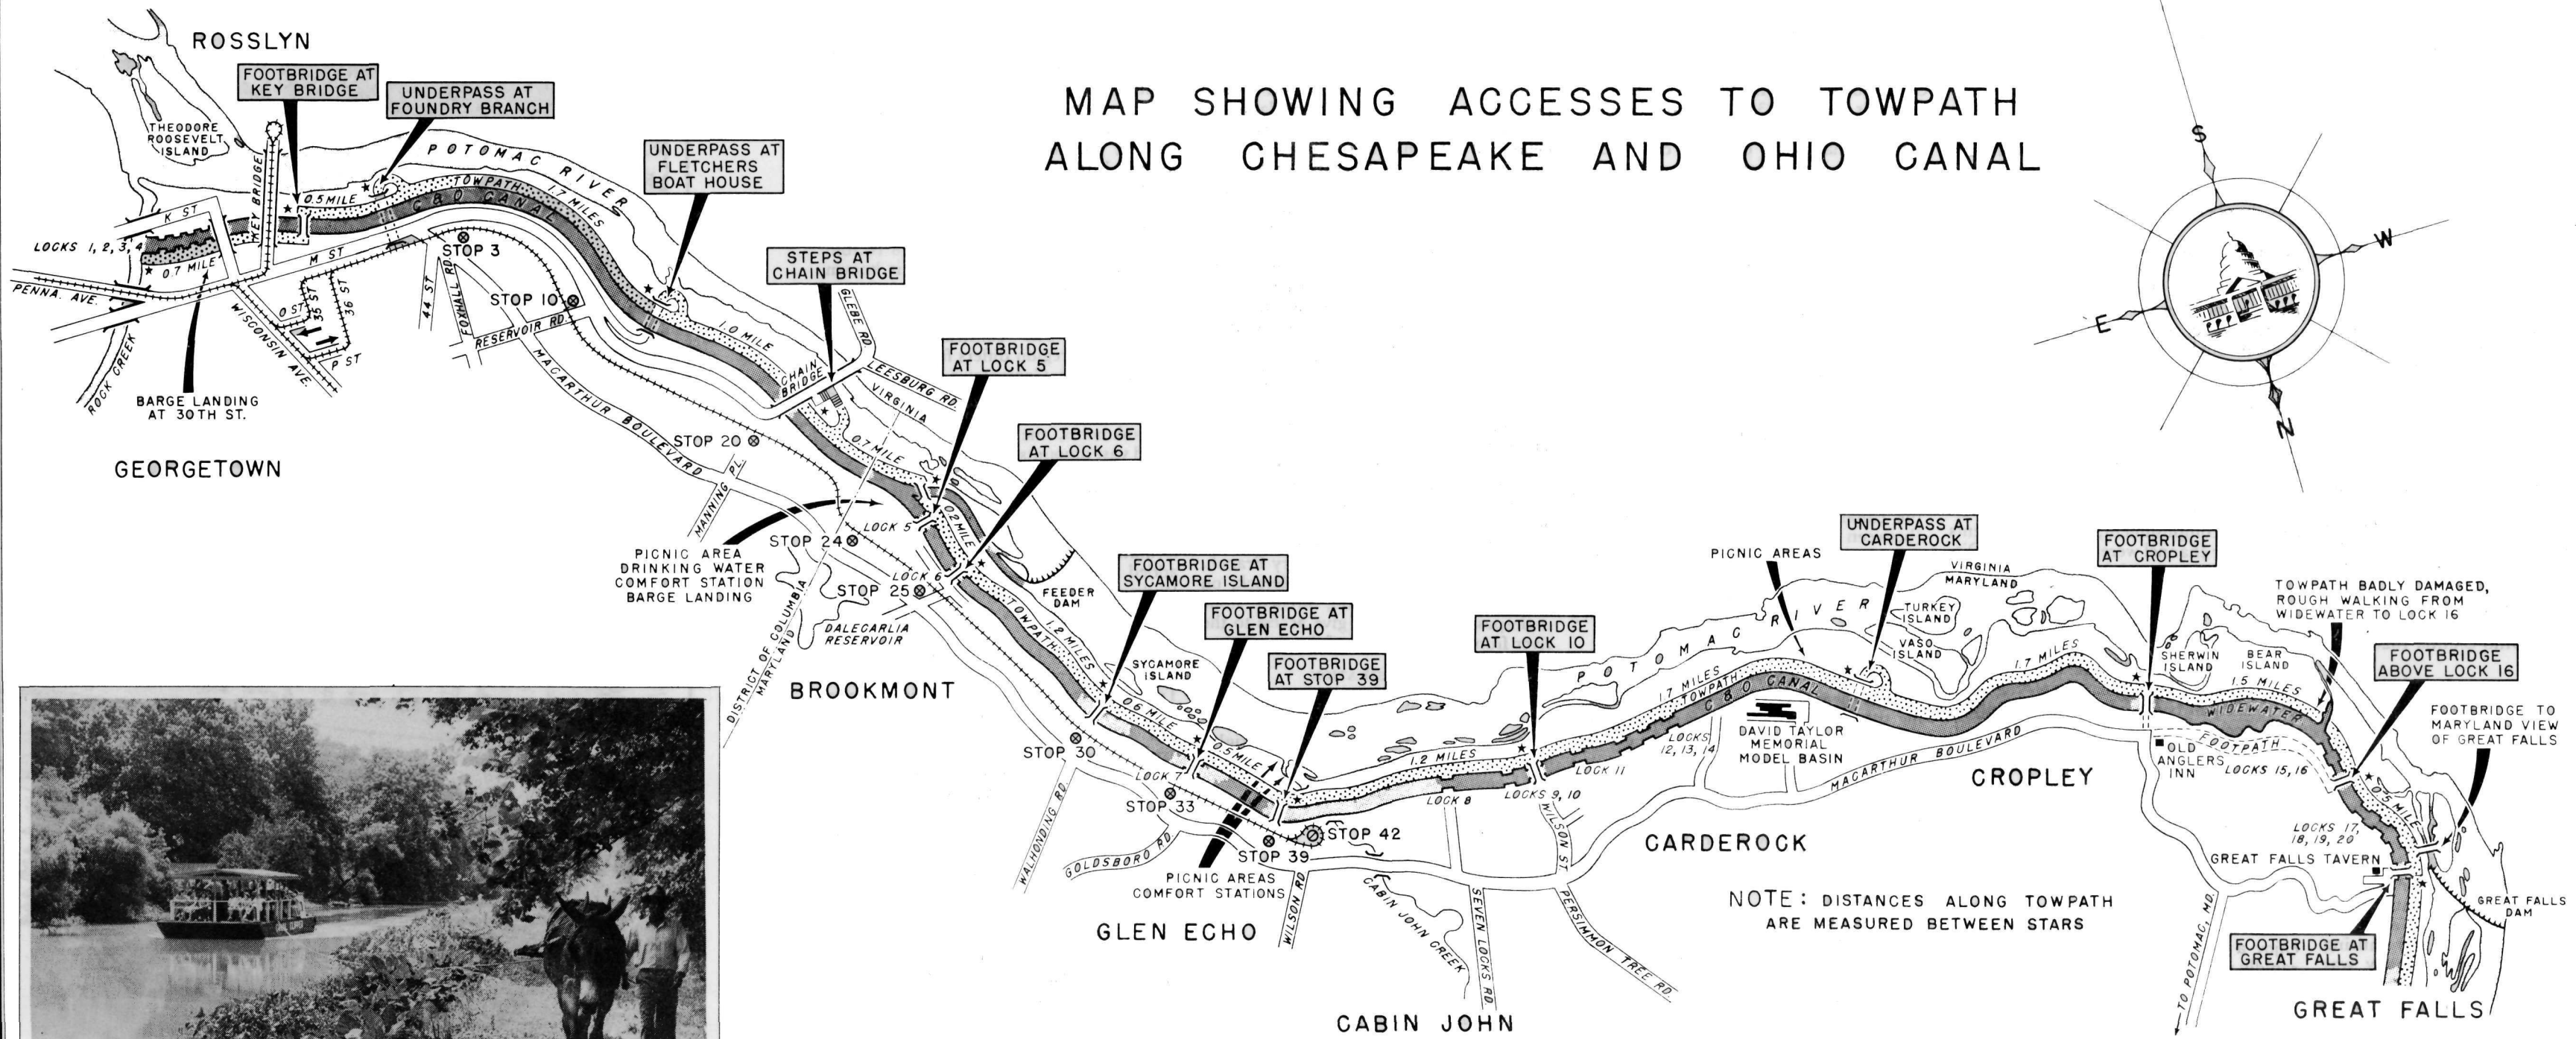 MAP SHOWING ACCESSES TO TOWPATH
ALONG CHESAPEAKE AND OHIO CANAL
ROSSLYN
FOOTBRIDGE AT
KEY BRIDGE
UNDERPASS AT
FOUNDRY BRANCH
THEODORE
ROOSEVELT
ISLAND
POTOMAC RIVER
UNDERPASS AT
FLETCHERS
BOAT HOUSE
KEY BRIDGE
0.5 MILE
TOWPATH
1.7 MILES
C & O CANAL
K ST
LOCKS 1, 2, 3, 4
0.7 MILE
M ST
PENNA. AVE.
ROCK CREEK
WISCONSIN AVE.
O ST
35 ST
36 ST
P ST
44 ST
FOXHALL RD.
STOP 3
STOP 10
RESERVOIR RD.
BARGE LANDING
AT 30TH ST.
GEORGETOWN
MACARTHUR BOULEVARD
1.0 MILE
STEPS AT
CHAIN BRIDGE
GLEBE RD
CHAIN
BRIDGE
LEESBURG RD.
VIRGINIA
FOOTBRIDGE
AT LOCK 5
0.7 MILE
STOP 20
MANNING PL.
FOOTBRIDGE
AT LOCK 6
LOCK 5
0.2 MILE
PICNIC AREA
DRINKING WATER
COMFORT STATION
BARGE LANDING
STOP 24
LOCK 6
STOP 25
DALECARLIA
RESERVOIR
DISTRICT OF COLUMBIA
MARYLAND
FEEDER
DAM
TOWPATH
1.2 MILES
BROOKMONT
FOOTBRIDGE AT
SYCAMORE ISLAND
SYCAMORE
ISLAND
FOOTBRIDGE AT
GLEN ECHO
FOOTBRIDGE
AT STOP 39
0.6 MILE
0.5 MILE
STOP 30
WALHONDING RD.
LOCK 7
STOP 33
GOLDSBORO RD
STOP 39
STOP 42
PICNIC AREAS
COMFORT STATIONS
WILSON RD
GLEN ECHO
CABIN JOHN CREEK
CABIN JOHN
SEVEN LOCKS RD.
1.2 MILES
LOCK 8
LOCKS 9, 10
FOOTBRIDGE
AT LOCK 10
WILSON ST
PERSIMMON TREE RD.
LOCK 11
LOCKS
12, 13, 14
POTOMAC RIVER
PICNIC AREAS
UNDERPASS AT
CARDEROCK
1.7 MILES
TOWPATH
C & O CANAL
DAVID TAYLOR
MEMORIAL
MODEL BASIN
MACARTHUR BOULEVARD
CARDEROCK
VIRGINIA
MARYLAND
TURKEY
ISLAND
VASO
ISLAND
1.7 MILES
CROPLEY
FOOTBRIDGE
AT CROPLEY
SHERWIN
ISLAND
BEAR
ISLAND
1.5 MILES
WIDEWATER
FOOTPATH
OLD
ANGLERS
INN
LOCKS 15, 16
TOWPATH BADLY DAMAGED,
ROUGH WALKING FROM
WIDEWATER TO LOCK 16
FOOTBRIDGE
ABOVE LOCK 16
FOOTBRIDGE TO
MARYLAND VIEW
OF GREAT FALLS
0.5 MILE
LOCKS 17,
18, 19, 20
GREAT FALLS TAVERN
GREAT FALLS
DAM
FOOTBRIDGE AT
GREAT FALLS
TO POTOMAC, MD.
GREAT FALLS
NOTE: DISTANCES ALONG TOWPATH
ARE MEASURED BETWEEN STARS
S
W
E
N